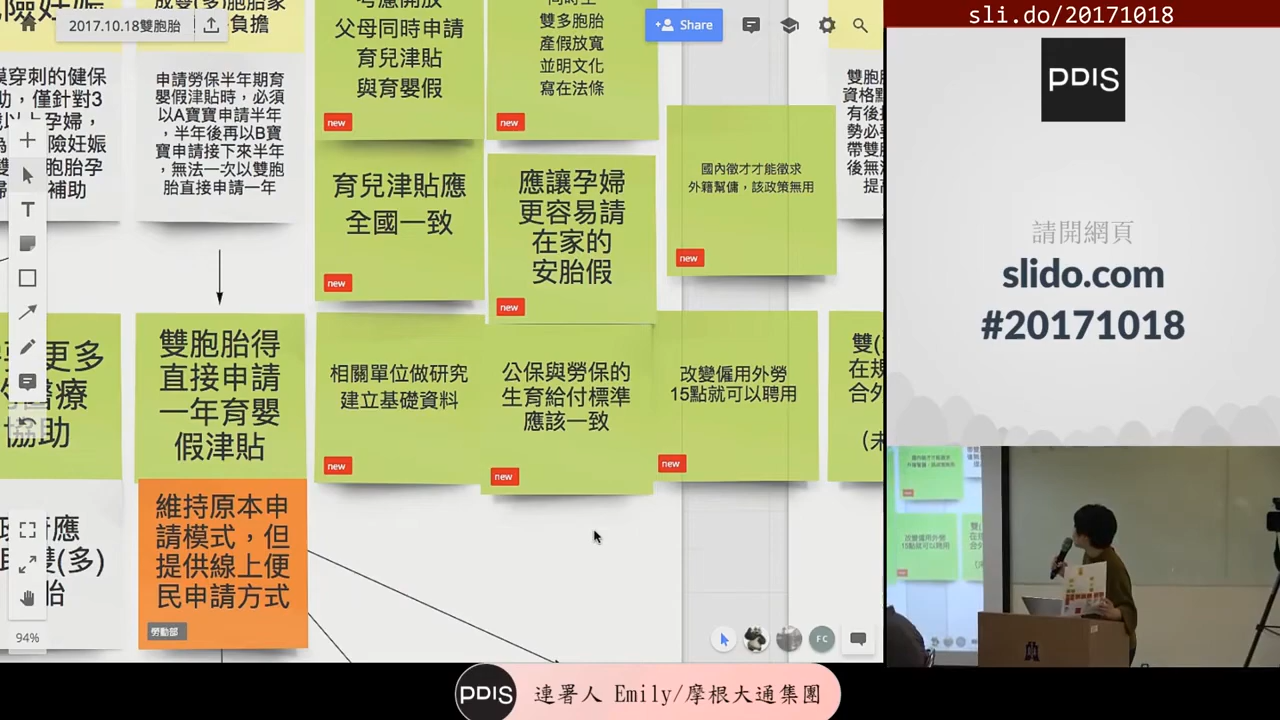 2017.10.18雙胞胎
Share
負擔
父母同時申請
育兒津貼
與育嬰假
new
雙多胞胎
產假放寬
並明文化
寫在法條
new
申請勞保半年期育
嬰假津貼時，必須
以A寶寶申請半年
，半年後再以B寶
寶申請接下來半年
，無法一次以雙胞
胎直接申請一年
育兒津貼應
全國一致
new
應讓孕婦
更容易請
在家的
安胎假
new
國內徵才才能徵求
外籍幫傭，該政策無用
new
雙胞胎得
直接申請
一年育嬰
假津貼
相關單位做研究
建立基礎資料
new
公保與勞保的
生育給付標準
應該一致
new
改變僱用外勞
15點就可以聘用
new
維持原本申
請模式，但
提供線上便
民申請方式
勞動部
94%
FC
sli.do/20171018
PDIS
請開網頁
slido.com
#20171018
PDIS
連署人 Emily/摩根大通集團